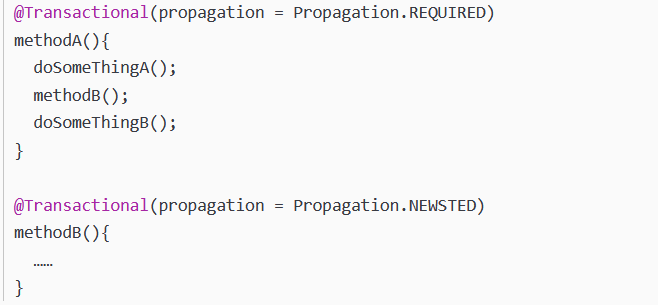 @Transactional(propagation = Propagation.REQUIRED)
methodA(){
  doSomeThingA();
  methodB();
  doSomeThingB();
}
@Transactional(propagation = Propagation.NEWSTED)
methodB(){
  ……
}